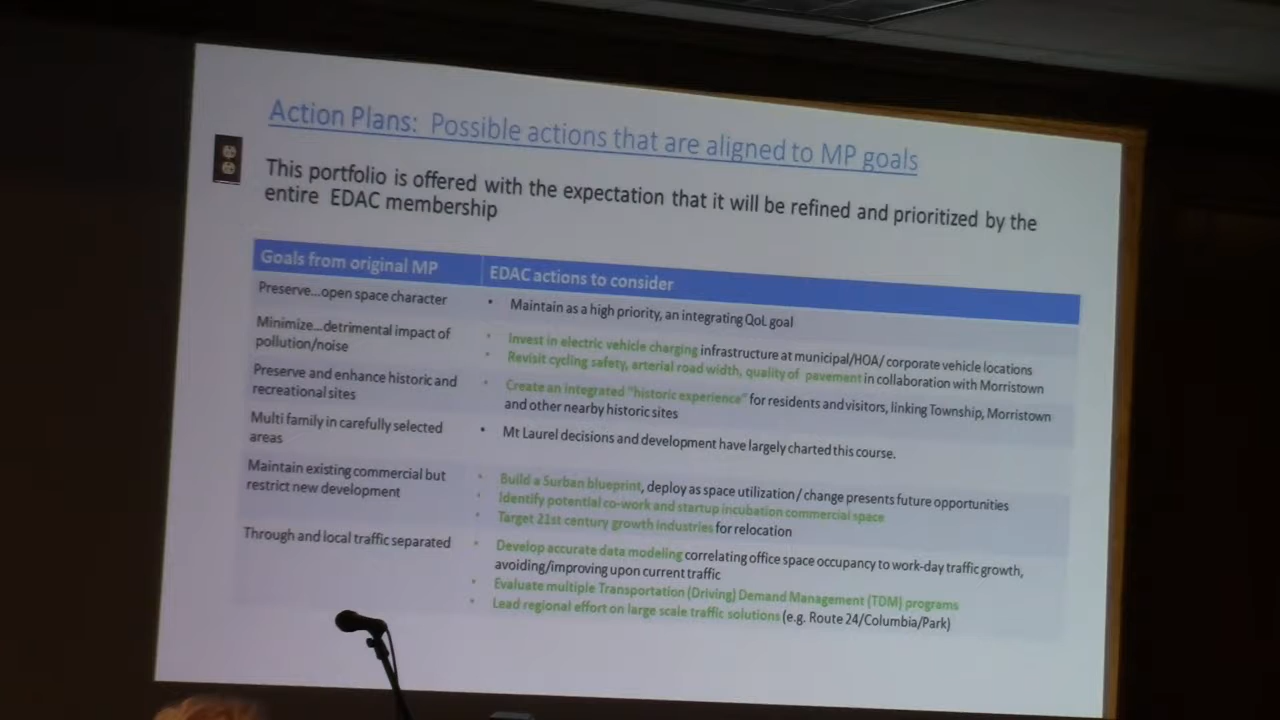 Action Plans: Possible actions that are aligned to MP goals
This portfolio is offered with the expectation that it will be refined and prioritized by the
entire EDAC membership
Goals from original MP
EDAC actions to consider
Preserve...open space character
• Maintain as a high priority, an integrating QoL goal
Minimize...detrimental impact of
pollution/noise
• Invest in electric vehicle charging infrastructure at municipal/HOA/ corporate vehicle locations
• Revisit cycling safety, arterial road width, quality of pavement in collaboration with Morristown
Preserve and enhance historic and
recreational sites
• Create an integrated "historic experience" for residents and visitors, linking Township, Morristown
and other nearby historic sites
Multi family in carefully selected
areas
• Mt Laurel decisions and development have largely charted this course.
Maintain existing commercial but
restrict new development
• Build a Surban blueprint, deploy as space utilization / change presents future opportunities
• Identify potential co-work and startup incubation commercial space
• Target 21st century growth industries for relocation
Through and local traffic separated
• Develop accurate data modeling correlating office space occupancy to work-day traffic growth,
avoiding/improving upon current traffic
• Evaluate multiple Transportation (Driving) Demand Management (TDM) programs
• Lead regional effort on large scale traffic solutions (e.g. Route 24/Columbia/Park)